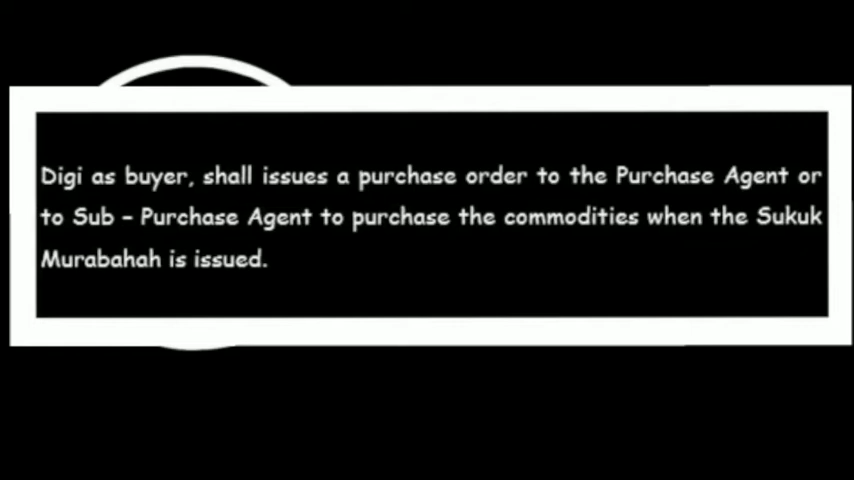 Digi as buyer, shall issues a purchase order to the Purchase Agent or
to Sub – Purchase Agent to purchase the commodities when the Sukuk
Murabahah is issued.